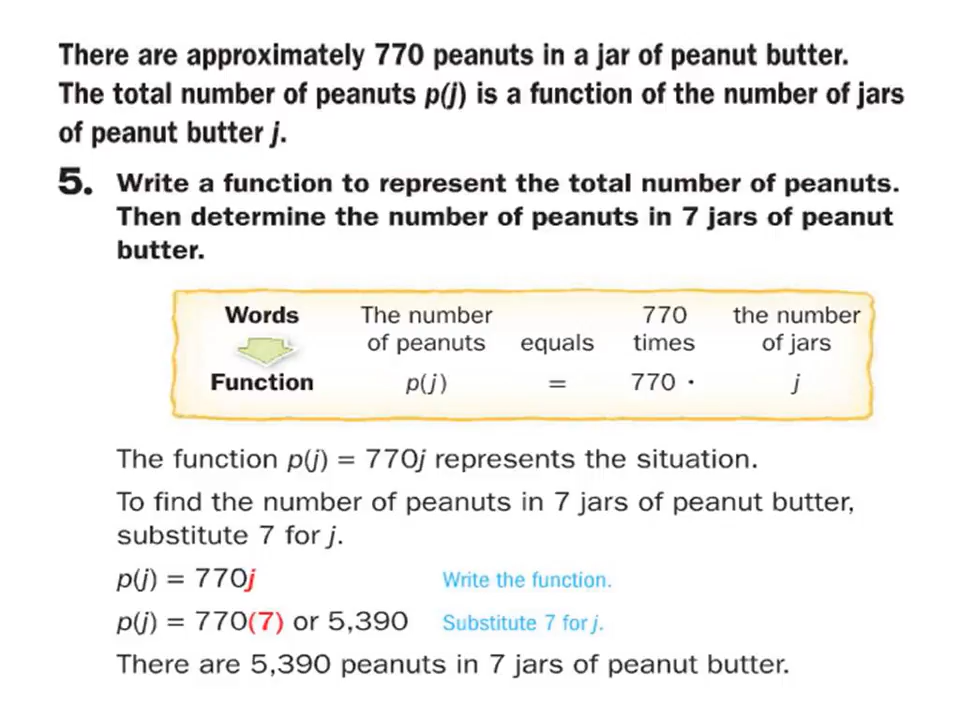 There are approximately 770 peanuts in a jar of peanut butter.
The total number of peanuts p(j) is a function of the number of jars
of peanut butter j.
5. Write a function to represent the total number of peanuts.
Then determine the number of peanuts in 7 jars of peanut
butter.
Words The number 770 the number
of peanuts equals times of jars
Function p(j) = 770 · j
The function p(j) = 770j represents the situation.
To find the number of peanuts in 7 jars of peanut butter,
substitute 7 for j.
p(j) = 770j Write the function.
p(j) = 770(7) or 5,390 Substitute 7 for j.
There are 5,390 peanuts in 7 jars of peanut butter.